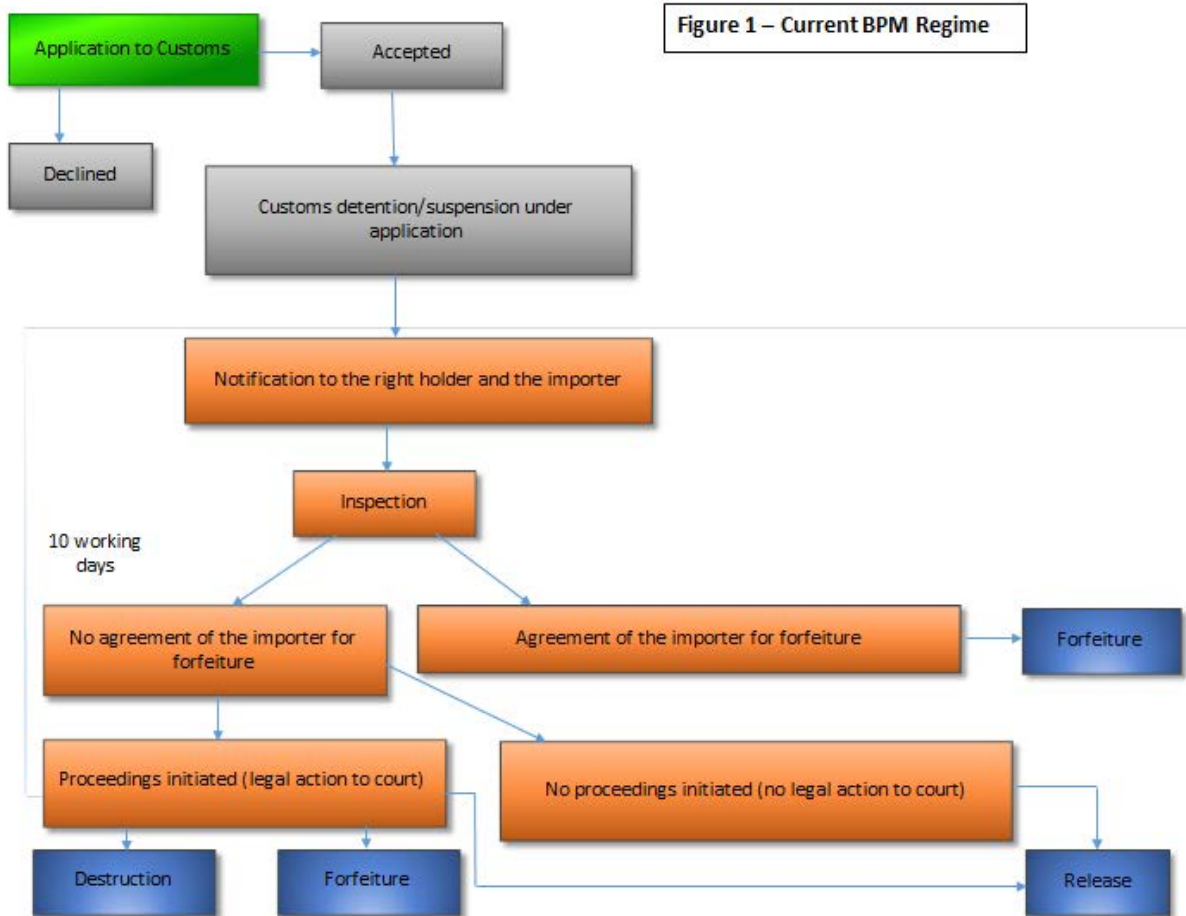 Figure 1 – Current BPM Regime
Application to Customs
Accepted
Declined
Customs detention/suspension under
application
Notification to the right holder and the importer
Inspection
10 working
days
No agreement of the importer for
forfeiture
Agreement of the importer for forfeiture
Forfeiture
Proceedings initiated (legal action to court)
No proceedings initiated (no legal action to court)
Destruction
Forfeiture
Release